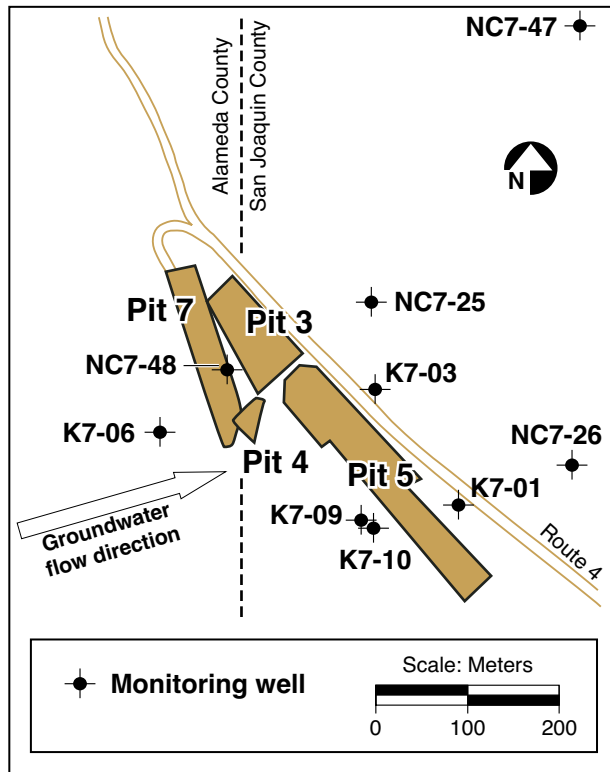 NC7-47
Alameda County
San Joaquin County
N
Pit 7
Pit 3
NC7-25
NC7-48
K7-03
K7-06
NC7-26
Pit 4
Pit 5
K7-01
K7-09
K7-10
Groundwater
flow direction
Route 4
Monitoring well
Scale: Meters
0 100 200